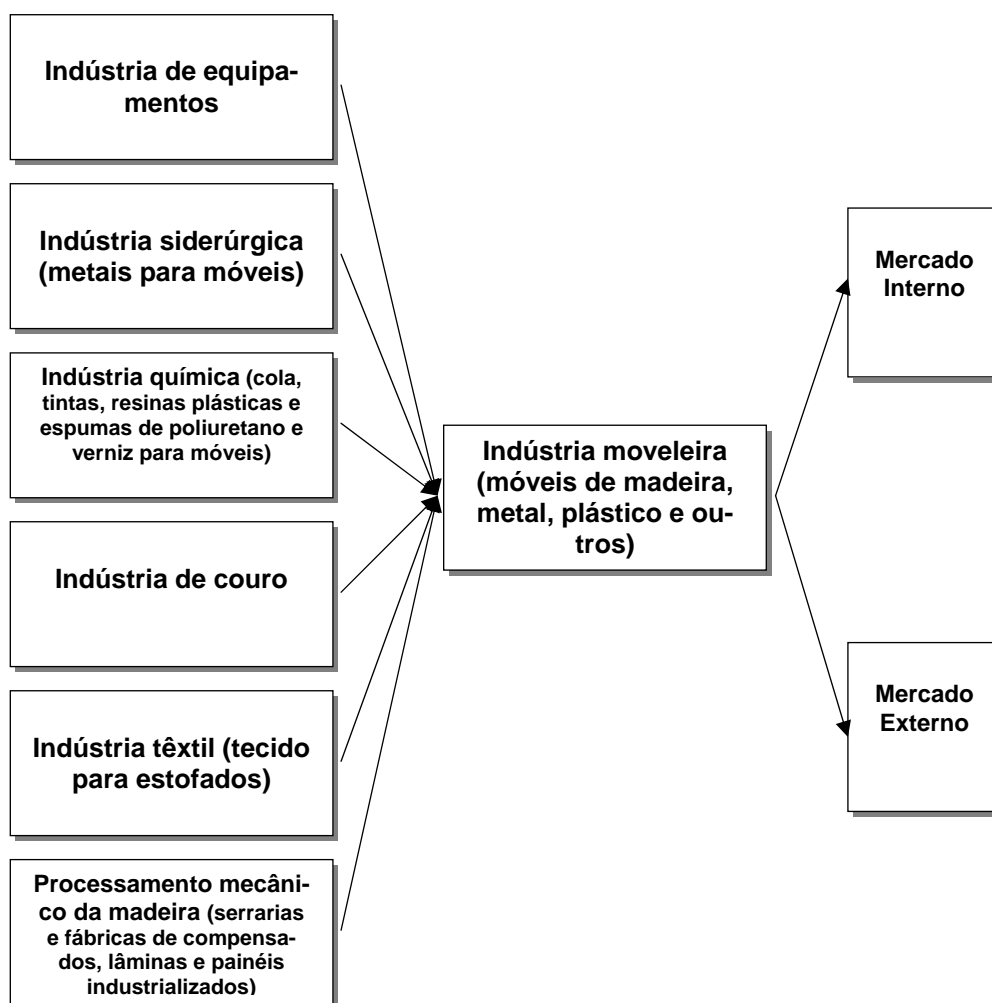 Indústria de equipa-
mentos
Indústria siderúrgica
(metais para móveis)
Indústria química (cola,
tintas, resinas plásticas e
espumas de poliuretano e
verniz para móveis)
Indústria de couro
Indústria têxtil (tecido
para estofados)
Processamento mecâni-
co da madeira (serrarias
e fábricas de compensa-
dos, lâminas e painéis
industrializados)
Indústria moveleira
(móveis de madeira,
metal, plástico e ou-
tros)
Mercado
Interno
Mercado
Externo